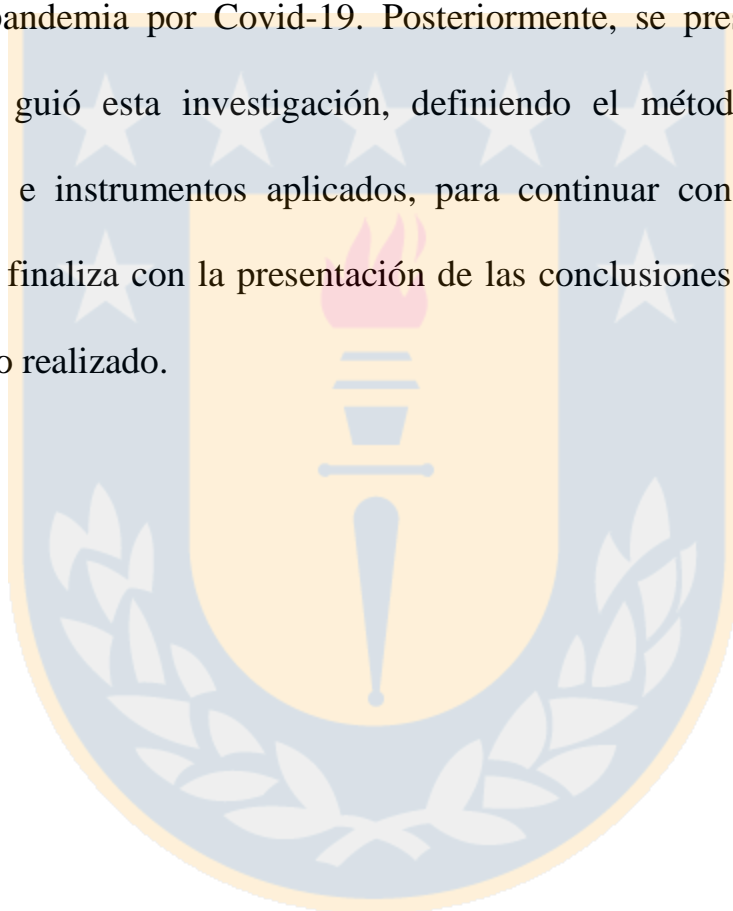 pandemia por Covid-19. Posteriormente, se pre
guió esta investigación, definiendo el métod
e instrumentos aplicados, para continuar con
finaliza con la presentación de las conclusiones
o realizado.